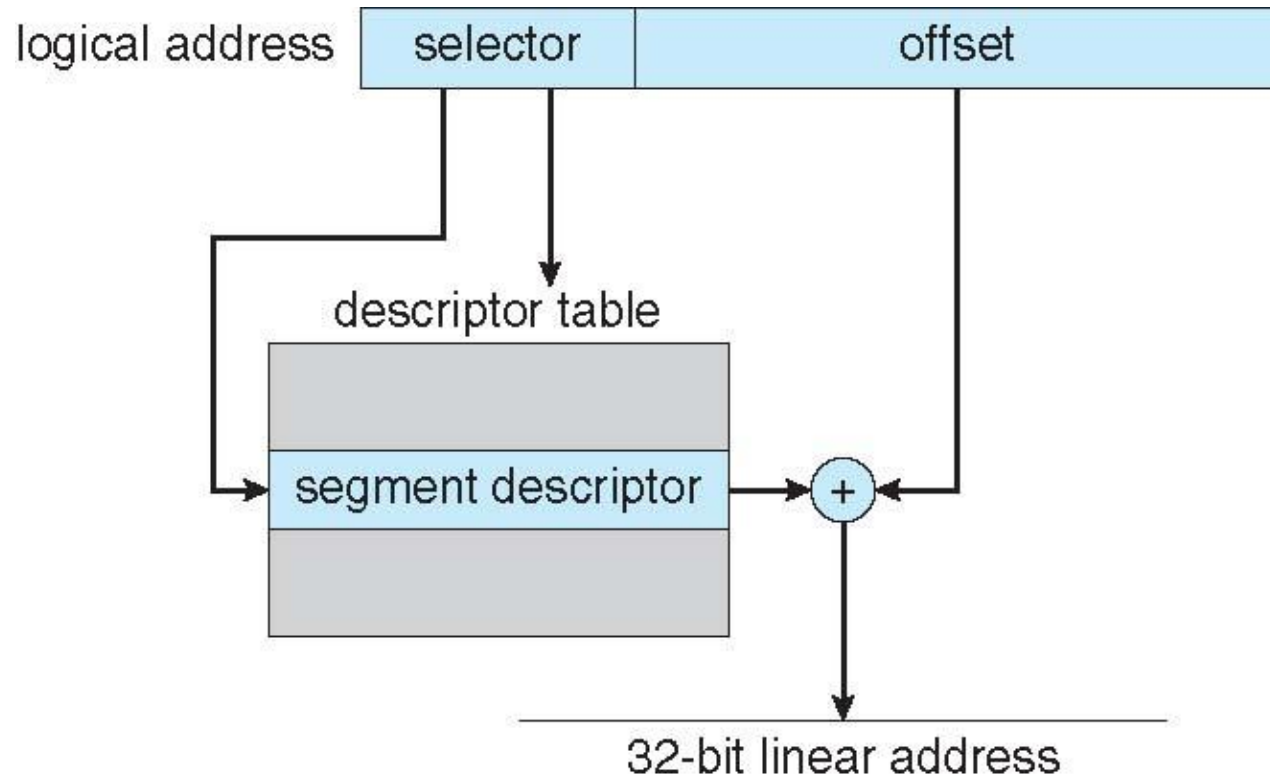 logical address selector offset
descriptor table
segment descriptor +
32-bit linear address